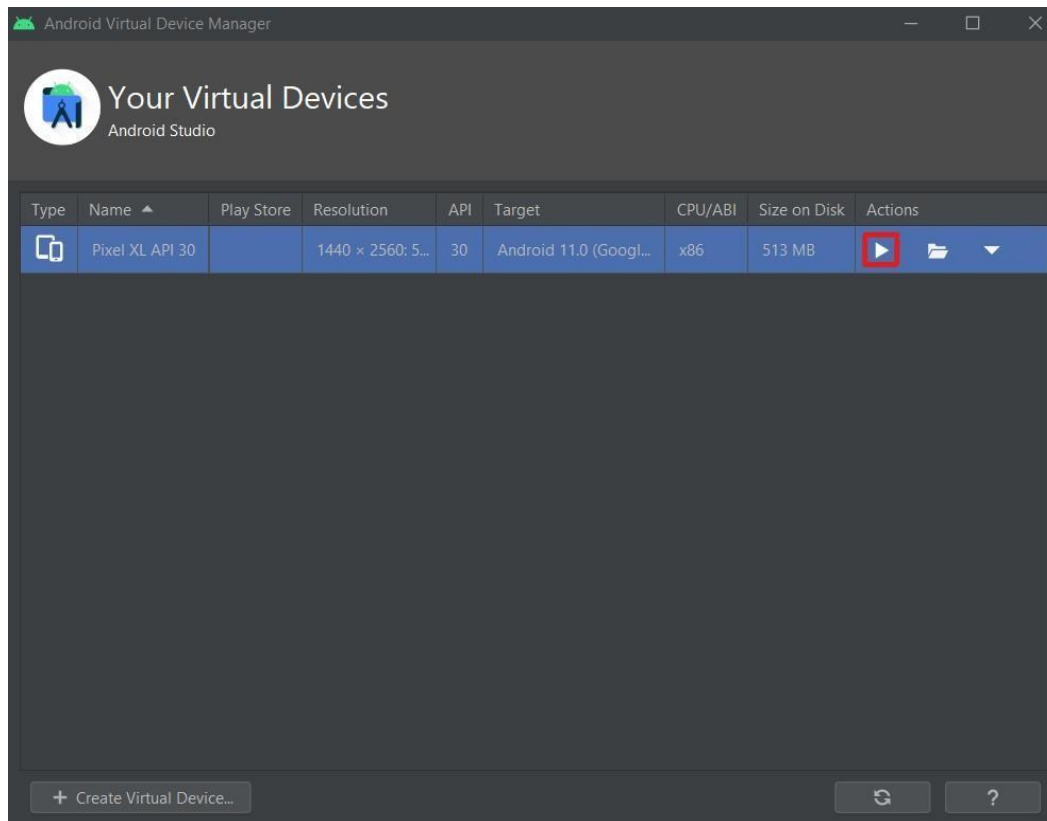 Android Virtual Device Manager
Your Virtual Devices
Android Studio
Type Name Play Store Resolution API Target CPU/ABI Size on Disk Actions
Pixel XL API 30 1440 × 2560: 5... 30 Android 11.0 (Googl... x86 513 MB
+ Create Virtual Device... ?